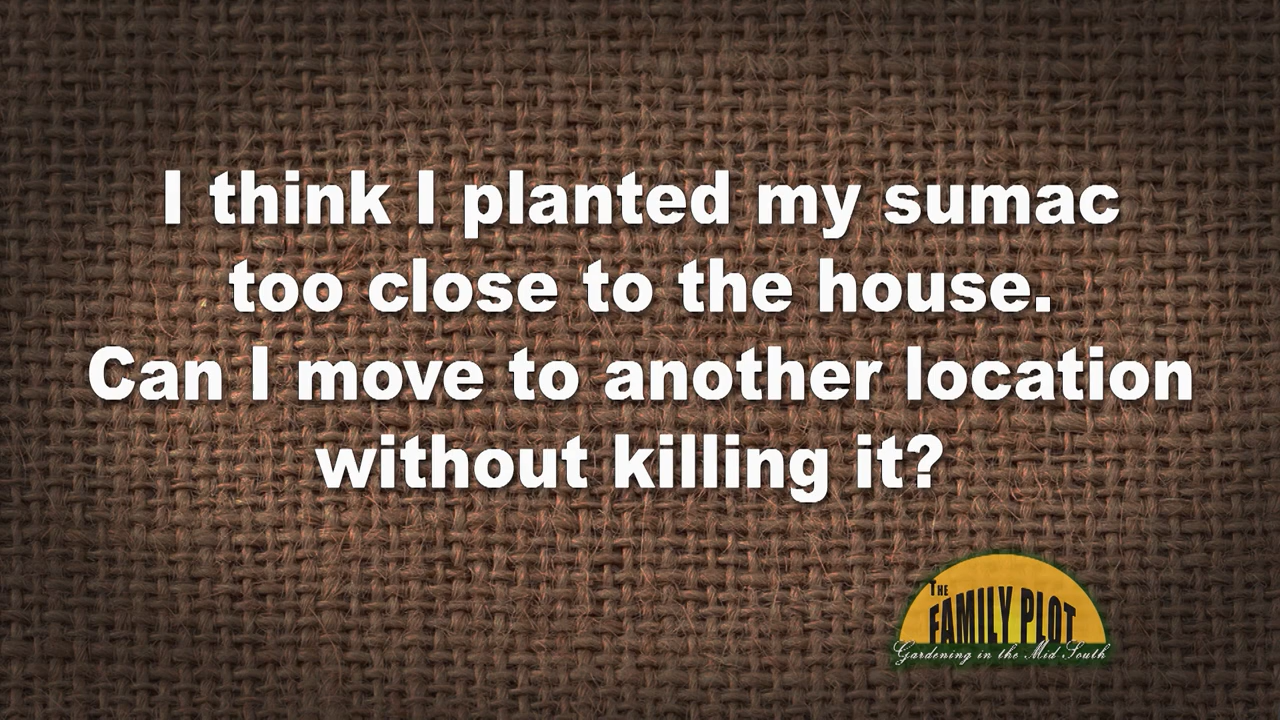 I think I planted my sumac
too close to the house.
Can I move to another location
without killing it?
THE
FAMILY PLOT
Gardening in the Mid South